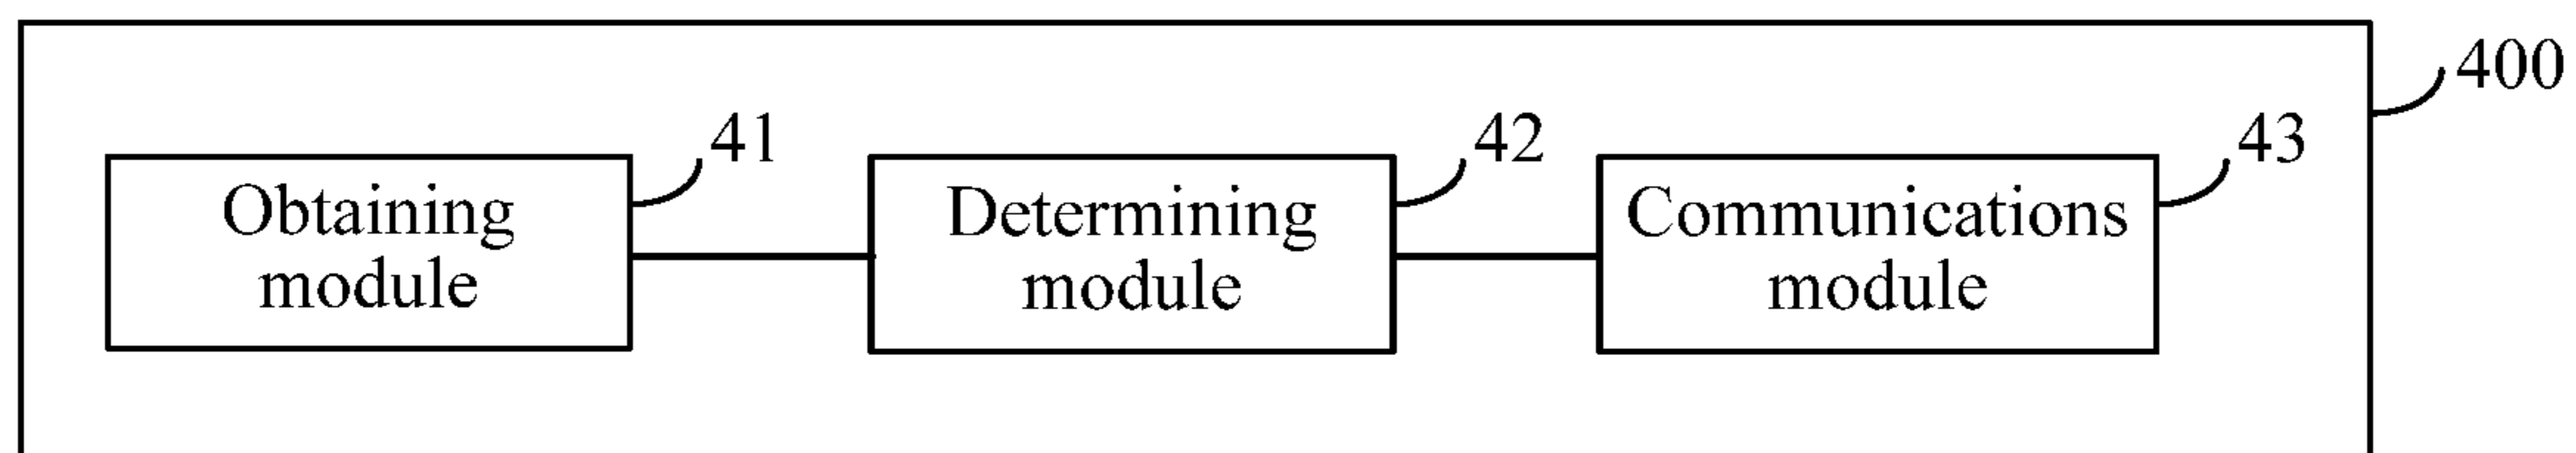 400
41
42
43
Obtaining
module
Determining
module
Communications
module